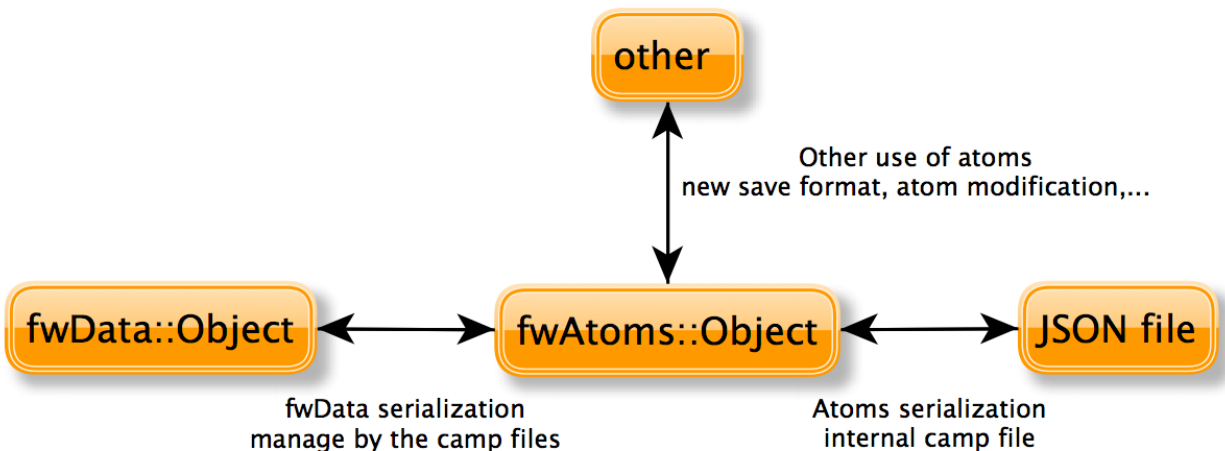 other
Other use of atoms
new save format, atom modification,...
fwData::Object
fwAtoms::Object
JSON file
fwData serialization
manage by the camp files
Atoms serialization
internal camp file